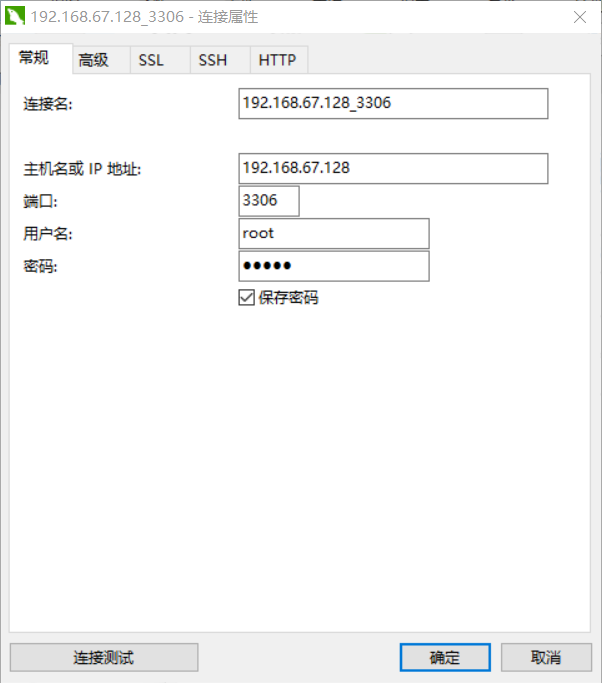 192.168.67.128_3306 - 连接属性
常规 高级 SSL SSH HTTP
连接名: 192.168.67.128_3306
主机名或 IP 地址: 192.168.67.128
端口: 3306
用户名: root
密码: ●●●●●
保存密码
连接测试 确定 取消